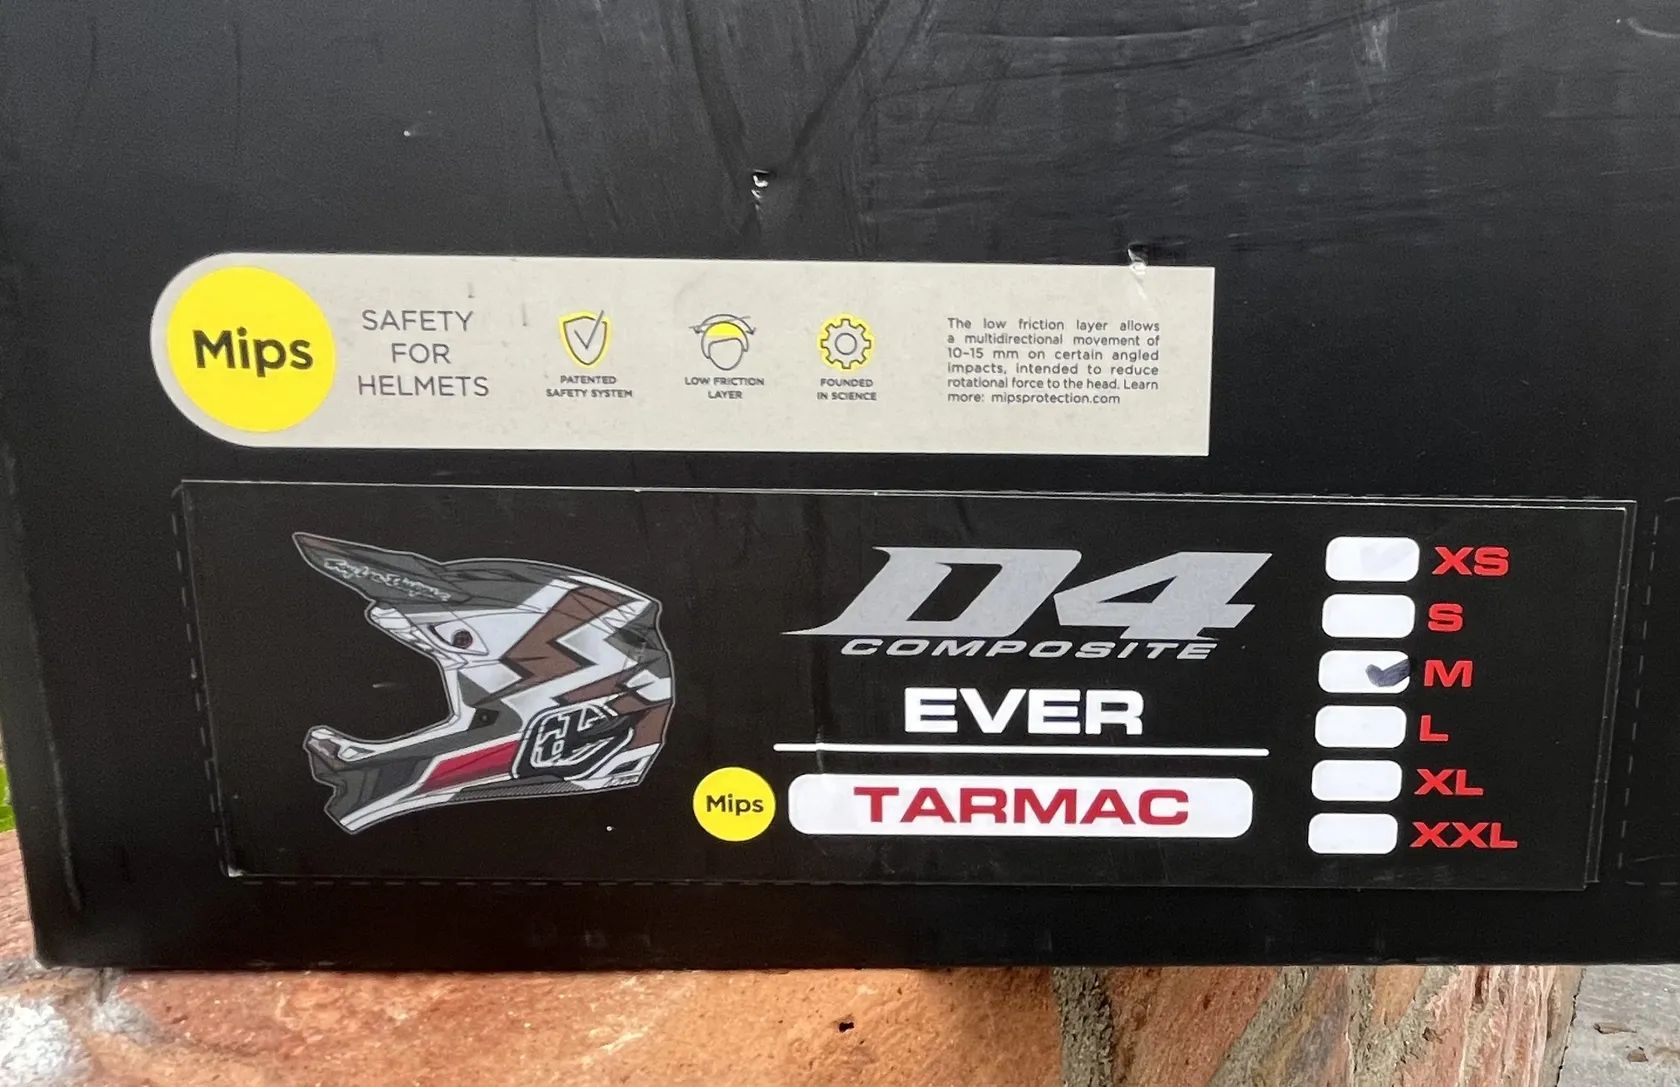 Mips
SAFETY
FOR
HELMETS
PATENTED
SAFETY SYSTEM
LOW FRICTION
LAYER
FOUNDED
IN SCIENCE
The low friction layer allows
a multidirectional movement of
10-15 mm on certain angled
impacts, intended to reduce
rotational force to the head. Learn
more: mipsprotection.com
D4
COMPOSITE
EVER
Mips
TARMAC
XS
S
M
L
XL
XXL